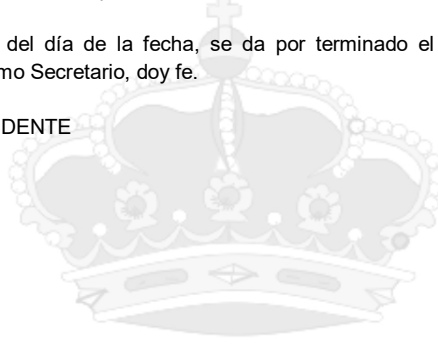 del día de la fecha, se da por terminado el
mo Secretario, doy fe.
DENTE